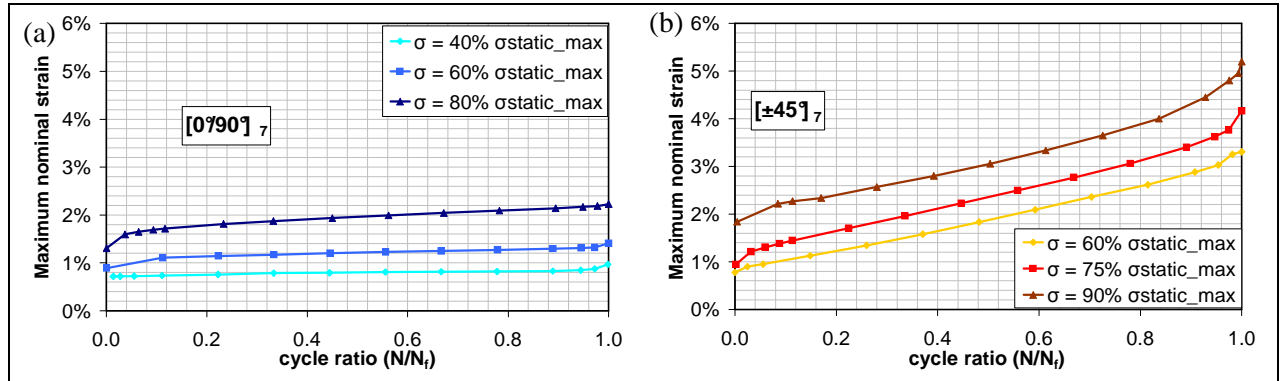 (a)
Maximum nominal strain
6%
5%
4%
3%
2%
1%
0%
σ = 40% σstatic_max
σ = 60% σstatic_max
σ = 80% σstatic_max
[0°/90°] 7
0.0 0.2 0.4 0.6 0.8 1.0
cycle ratio (N/Nf)
(b)
Maximum nominal strain
6%
5%
4%
3%
2%
1%
0%
[±45°] 7
σ = 60% σstatic_max
σ = 75% σstatic_max
σ = 90% σstatic_max
0.0 0.2 0.4 0.6 0.8 1.0
cycle ratio (N/Nf)